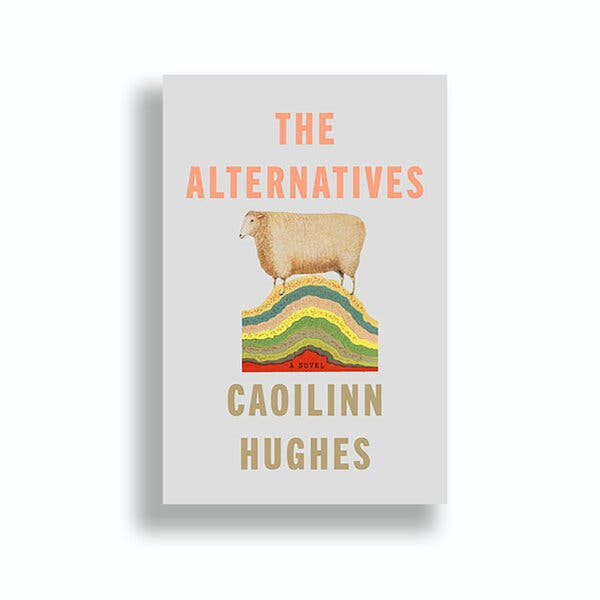 THE
ALTERNATIVES
A NOVEL
CAOILINN
HUGHES